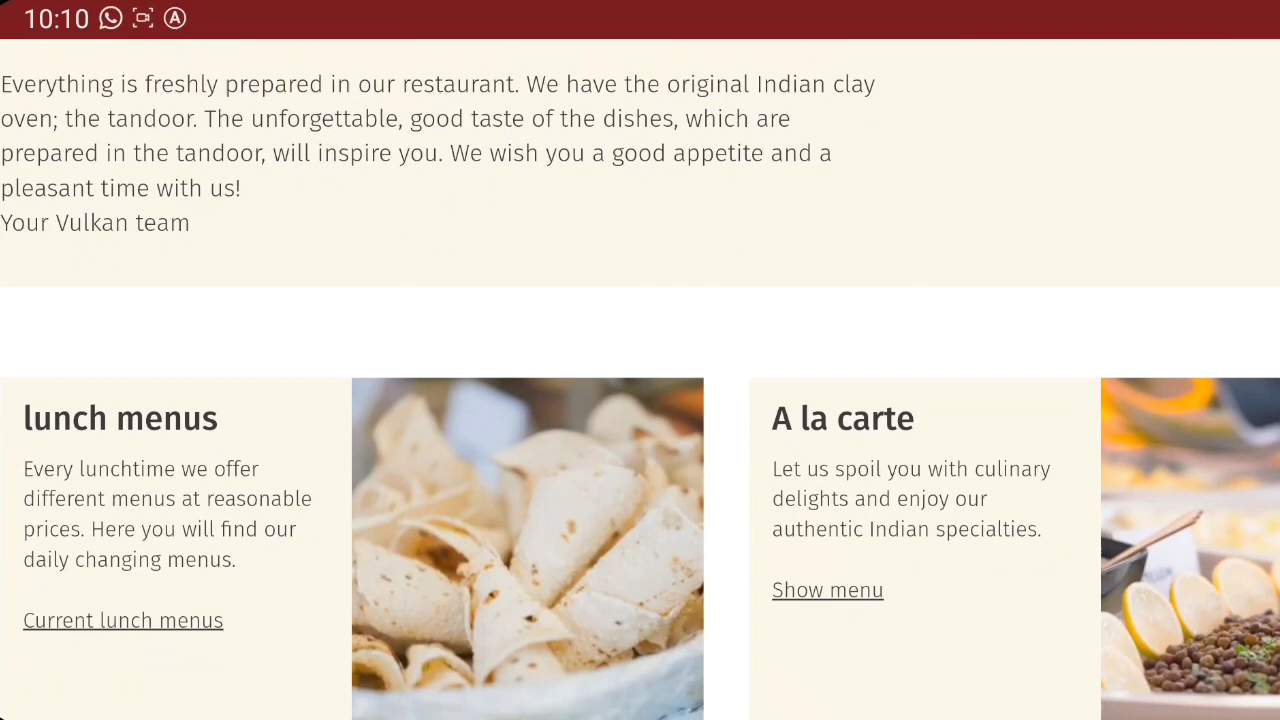 10:10
Everything is freshly prepared in our restaurant. We have the original Indian clay
oven; the tandoor. The unforgettable, good taste of the dishes, which are
prepared in the tandoor, will inspire you. We wish you a good appetite and a
pleasant time with us!
Your Vulkan team
lunch menus
Every lunchtime we offer
different menus at reasonable
prices. Here you will find our
daily changing menus.
Current lunch menus
A la carte
Let us spoil you with culinary
delights and enjoy our
authentic Indian specialties.
Show menu